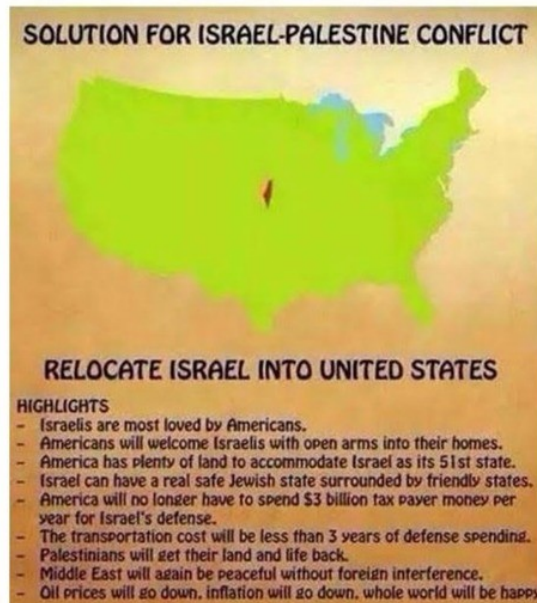 SOLUTION FOR ISRAEL-PALESTINE CONFLICT
RELOCATE ISRAEL INTO UNITED STATES
HIGHLIGHTS
- Israelis are most loved by Americans.
- Americans will welcome Israelis with open arms into their homes.
- America has plenty of land to accommodate Israel as its 51st state.
- Israel can have a real safe Jewish state surrounded by friendly states.
- America will no longer have to spend $3 billion tax payer money per
year for Israel's defense.
- The transportation cost will be less than 3 years of defense spending.
- Palestinians will get their land and life back.
- Middle East will again be peaceful without foreign interference.
- Oil prices will go down, inflation will go down, whole world will be happy